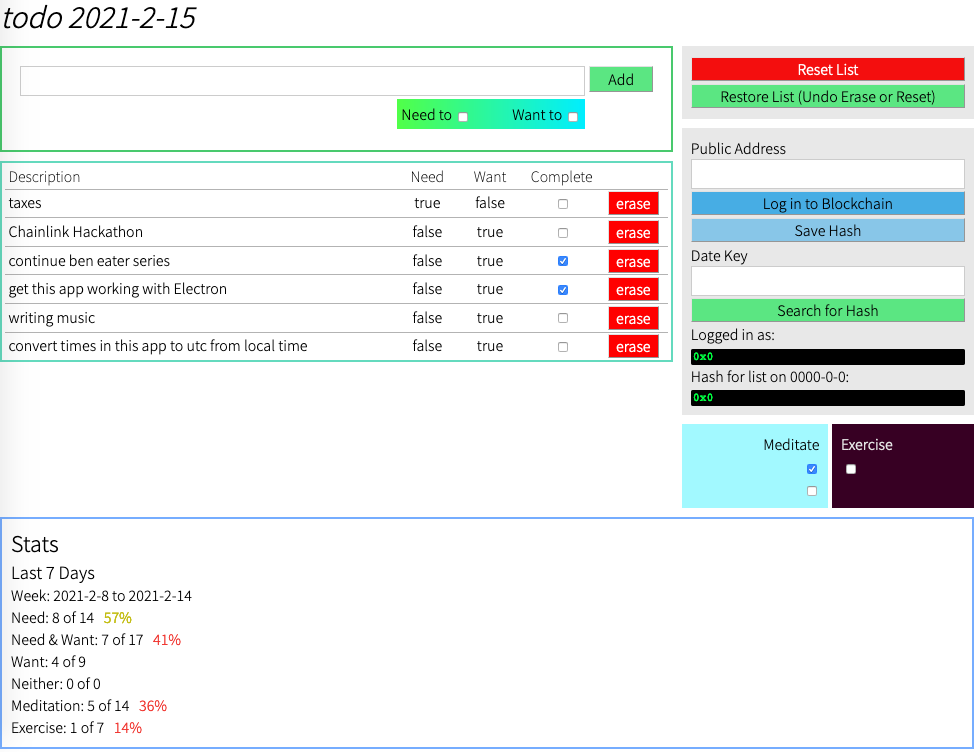 todo 2021-2-15
Add
Need to Want to
Description Need Want Complete
taxes true false erase
Chainlink Hackathon false true erase
continue ben eater series false true erase
get this app working with Electron false true erase
writing music false true erase
convert times in this app to utc from local time false true erase
Reset List
Restore List (Undo Erase or Reset)
Public Address
Log in to Blockchain
Save Hash
Date Key
Search for Hash
Logged in as:
0x0
Hash for list on 0000-0-0:
0x0
Meditate
Exercise
Stats
Last 7 Days
Week: 2021-2-8 to 2021-2-14
Need: 8 of 14 57%
Need & Want: 7 of 17 41%
Want: 4 of 9
Neither: 0 of 0
Meditation: 5 of 14 36%
Exercise: 1 of 7 14%